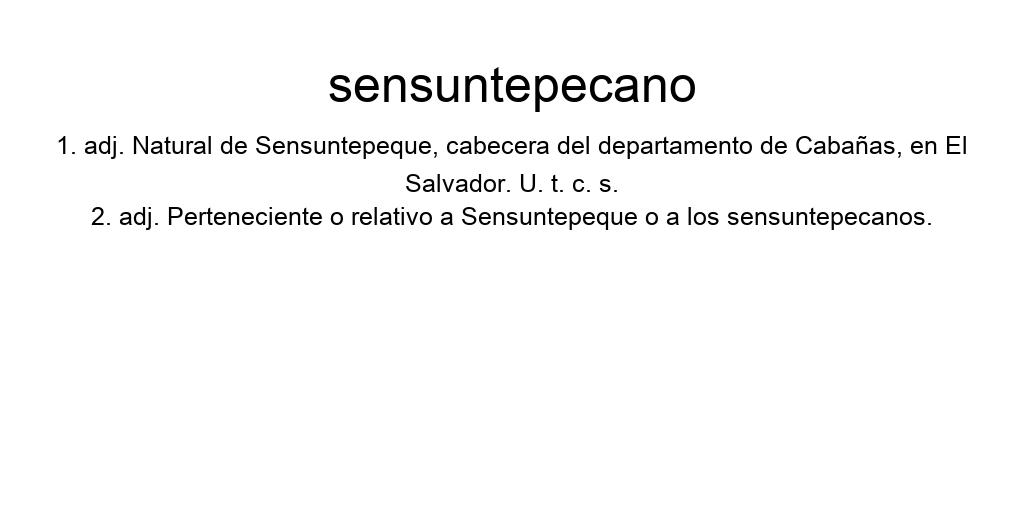 sensuntepecano
1. adj. Natural de Sensuntepeque, cabecera del departamento de Cabañas, en El
Salvador. U. t. c. s.
2. adj. Perteneciente o relativo a Sensuntepeque o a los sensuntepecanos.